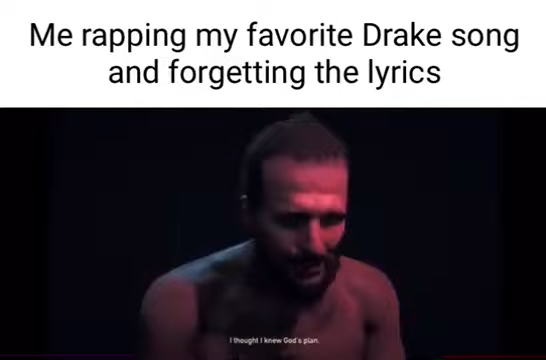 Me rapping my favorite Drake song
and forgetting the lyrics
I thought I knew God's plan.